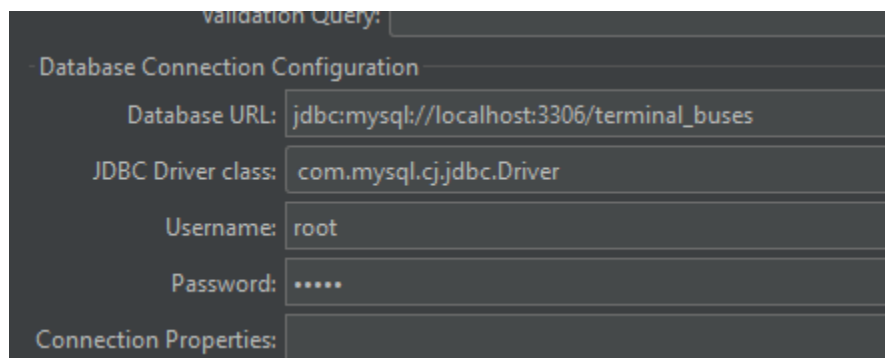 Validation Query:
Database Connection Configuration
Database URL: jdbc:mysql://localhost:3306/terminal_buses
JDBC Driver class: com.mysql.cj.jdbc.Driver
Username: root
Password: •••••
Connection Properties: